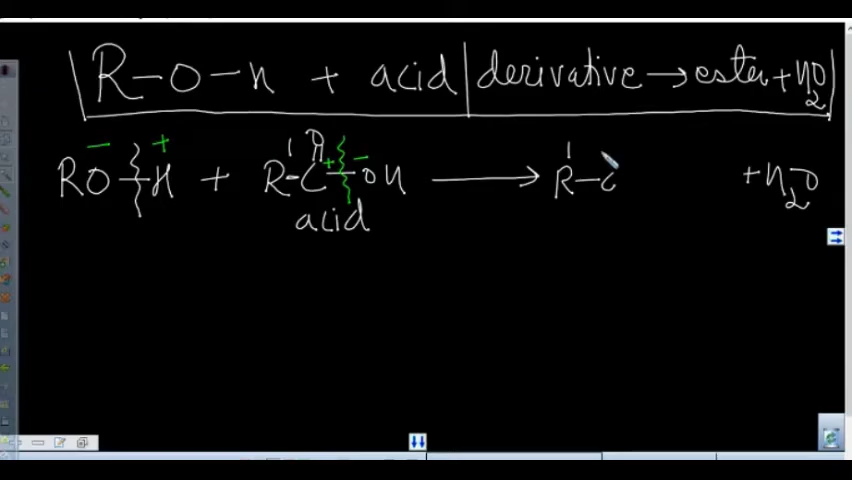 R-O-H + acid | derivative → ester + H2O
RO - H + R'-C(=O) - OH → R'-C + H2O
- + + -
acid